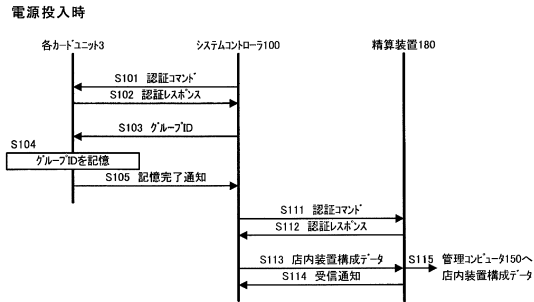 電源投入時
各ｶｰﾄﾞﾕﾆｯﾄ3
ｼｽﾃﾑｺﾝﾄﾛｰﾗ100
精算装置180
S101 認証ｺﾏﾝﾄﾞ
S102 認証ﾚｽﾎﾟﾝｽ
S103 ｸﾞﾙｰﾌﾟID
S104
ｸﾞﾙｰﾌﾟIDを記憶
S105 記憶完了通知
S111 認証ｺﾏﾝﾄﾞ
S112 認証ﾚｽﾎﾟﾝｽ
S113 店内装置構成ﾃﾞｰﾀ
S115 管理ｺﾝﾋﾟｭｰﾀ150へ
店内装置構成ﾃﾞｰﾀ
S114 受信通知